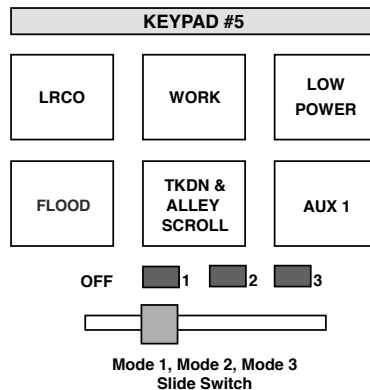 KEYPAD #5
LRCO
WORK
LOW
POWER
FLOOD
TKDN &
ALLEY
SCROLL
AUX 1
OFF 1 2 3
Mode 1, Mode 2, Mode 3
Slide Switch